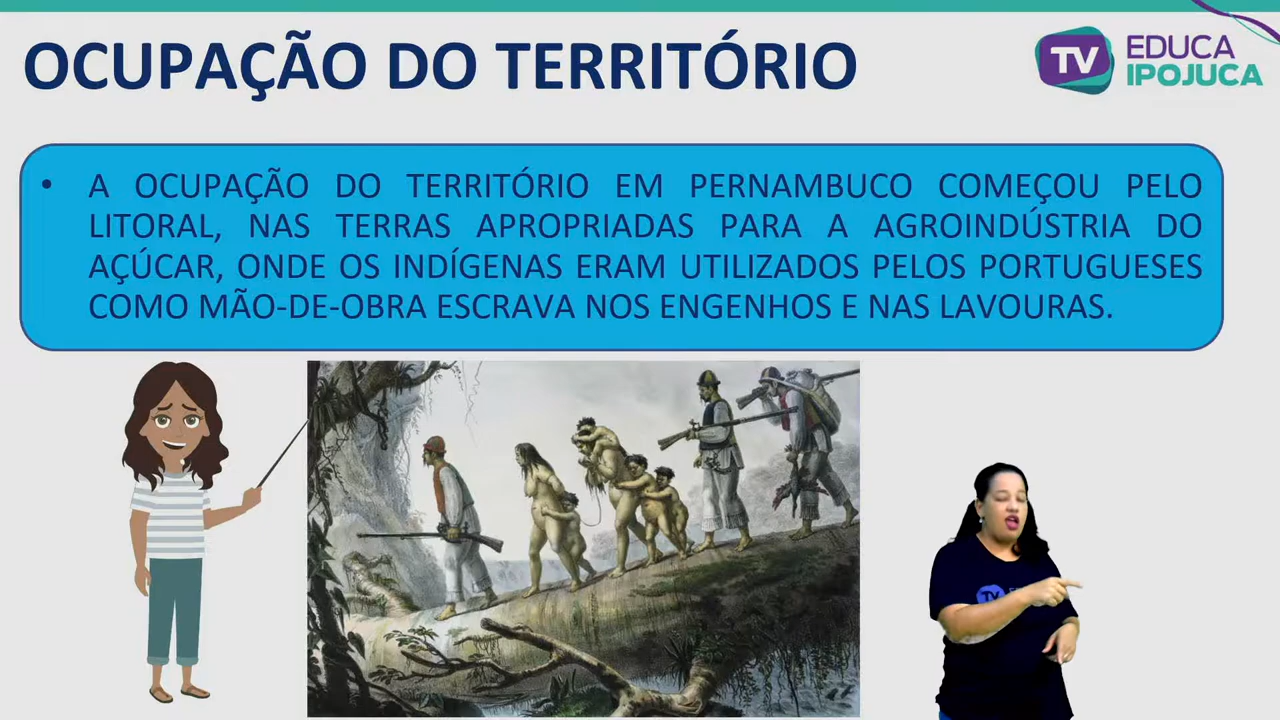 OCUPAÇÃO DO TERRITÓRIO
TV EDUCA
IPOJUCA
• A OCUPAÇÃO DO TERRITÓRIO EM PERNAMBUCO COMEÇOU PELO
LITORAL, NAS TERRAS APROPRIADAS PARA A AGROINDÚSTRIA DO
AÇÚCAR, ONDE OS INDÍGENAS ERAM UTILIZADOS PELOS PORTUGUESES
COMO MÃO-DE-OBRA ESCRAVA NOS ENGENHOS E NAS LAVOURAS.
TV